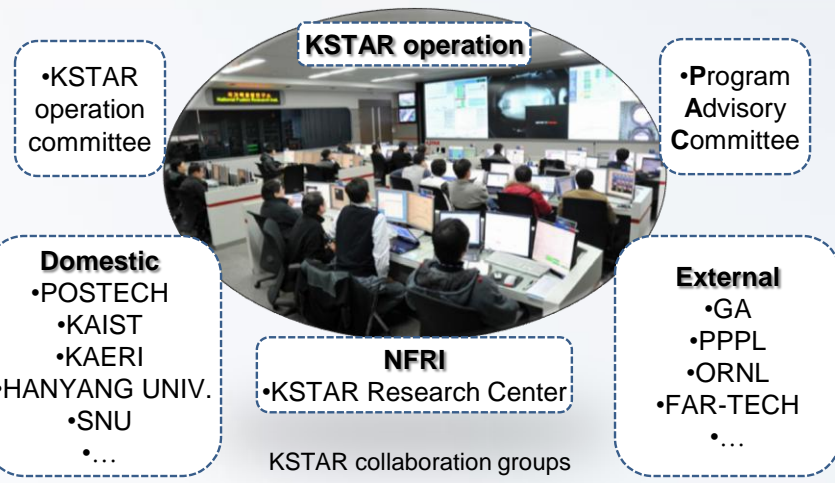 KSTAR operation
•KSTAR
operation
committee
•Program
Advisory
Committee
Domestic
•POSTECH
•KAIST
•KAERI
•HANYANG UNIV.
•SNU
•…
NFRI
•KSTAR Research Center
External
•GA
•PPPL
•ORNL
•FAR-TECH
•…
KSTAR collaboration groups